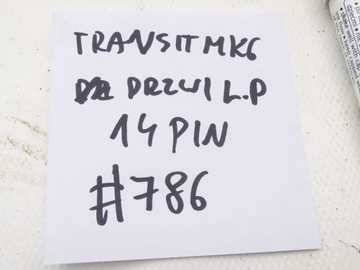 TRANSIT MK6
DRZWI L.P
14 PIN
#786